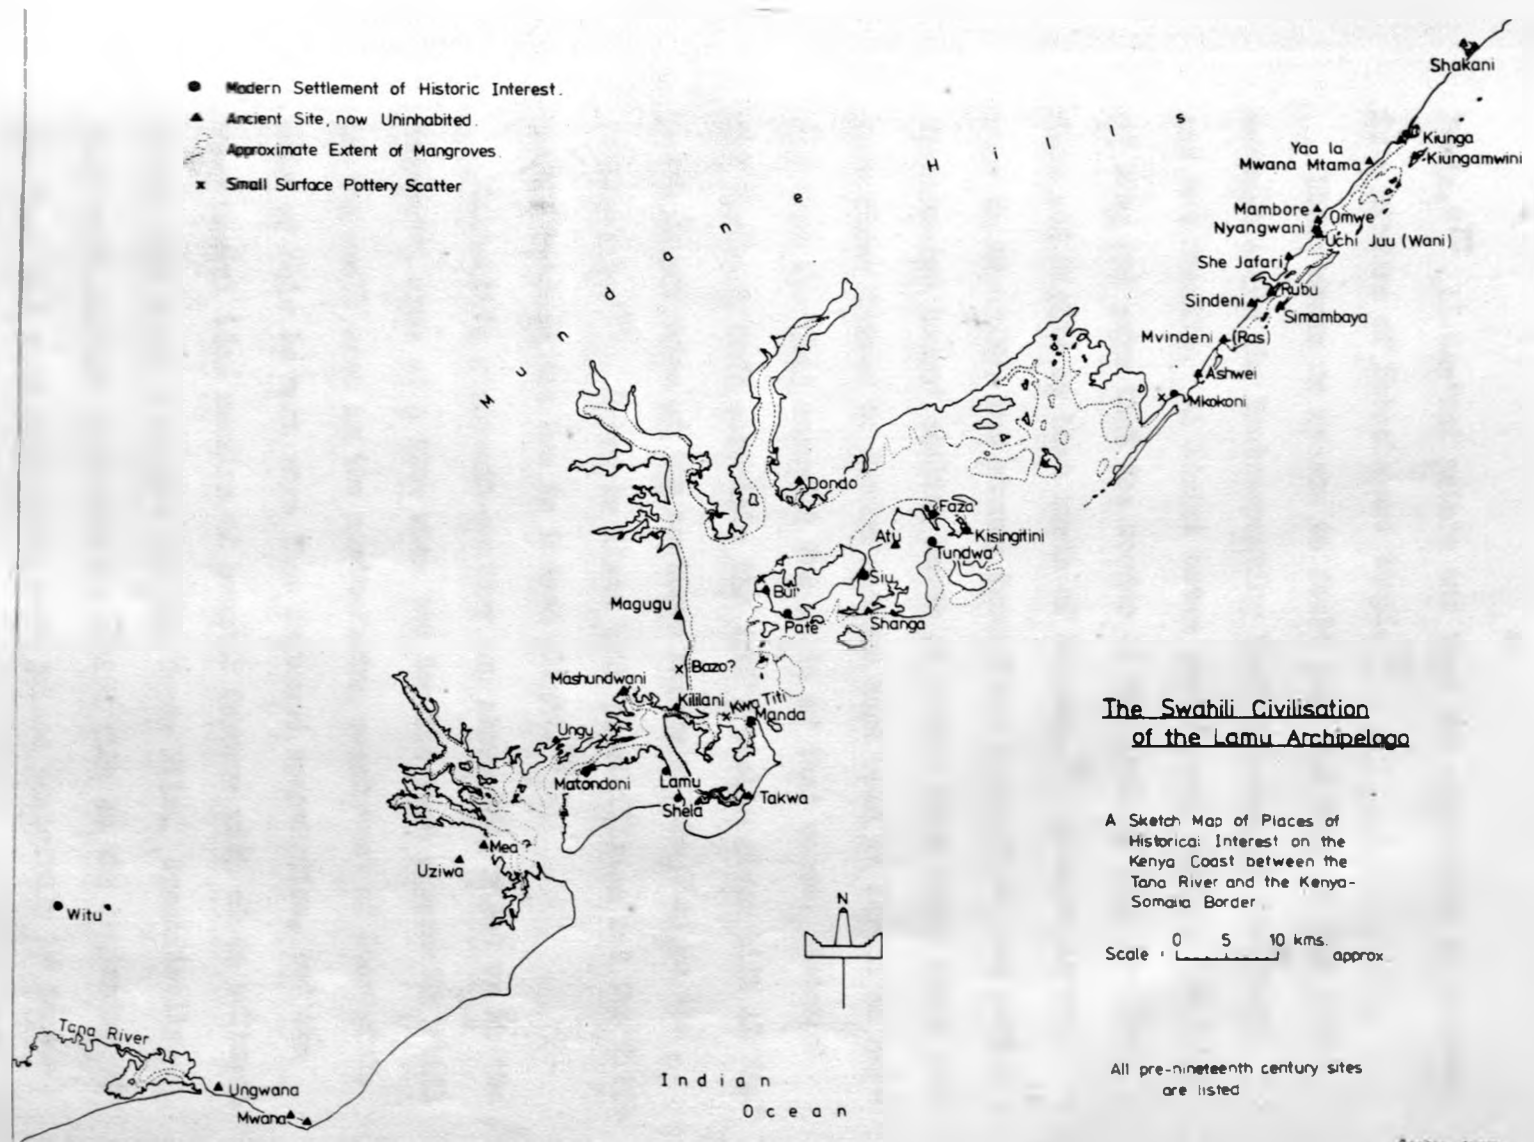 Modern Settlement of Historic Interest.
Ancient Site, now Uninhabited.
Approximate Extent of Mangroves.
x Small Surface Pottery Scatter
Mundane Hills
Shakani
Kiunga
Kiungamwini
Yaa la
Mwana Mtama
Mambore
Omwe
Nyangwani
Uchi Juu (Wani)
She Jafari
Rubu
Sindeni
Simambaya
Mvindeni (Ras)
Ashwei
x Mkokoni
Dondo
Faza
Kisingitini
Atu
Tundwa
Siu
Bui
Pate
Shanga
Magugu
x Bazo?
Mashundwani
Kililani
Kwa Titi
Manda
Ungu
Matondoni
Lamu
Shela
Takwa
Mea?
Uziwa
Witu
Tana River
Ungwana
Mwana
Indian
Ocean
N
The Swahili Civilisation
of the Lamu Archipelago
A Sketch Map of Places of
Historical Interest on the
Kenya Coast between the
Tana River and the Kenya-
Somalia Border
0 5 10 kms.
Scale approx
All pre-nineteenth century sites
are listed